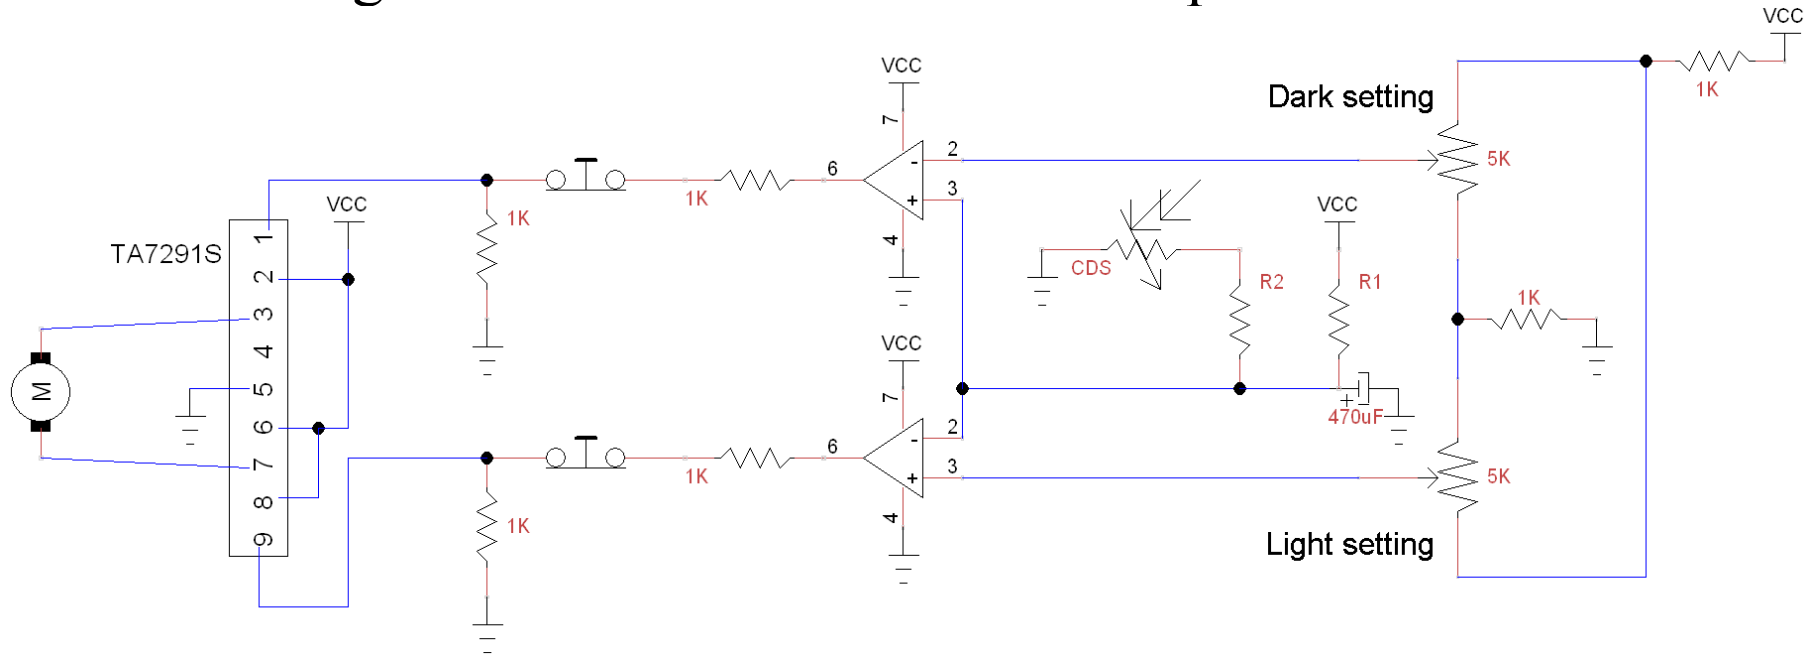 VCC
1K
Dark setting
VCC
7
2
5K
6
-
3
+
4
1K
1K
VCC
TA7291S
1
2
3
4
5
6
7
8
9
M
CDS
R2
VCC
R1
1K
470uF
+
VCC
7
2
-
6
3
+
4
5K
1K
1K
Light setting